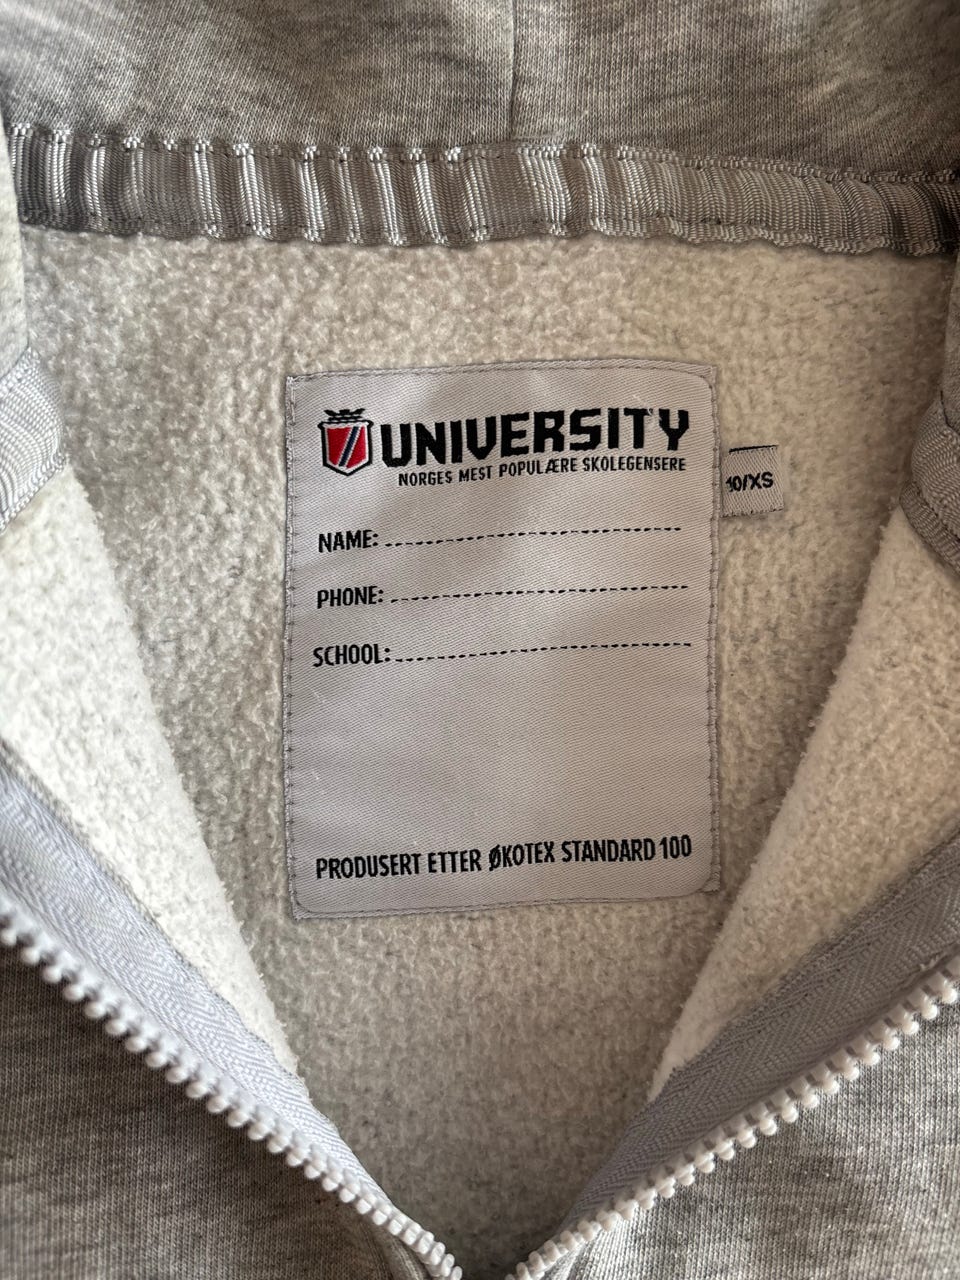 UNIVERSITY
NORGES MEST POPULÆRE SKOLEGENSERE
10/XS
NAME:
PHONE:
SCHOOL:
PRODUSERT ETTER ØKOTEX STANDARD 100